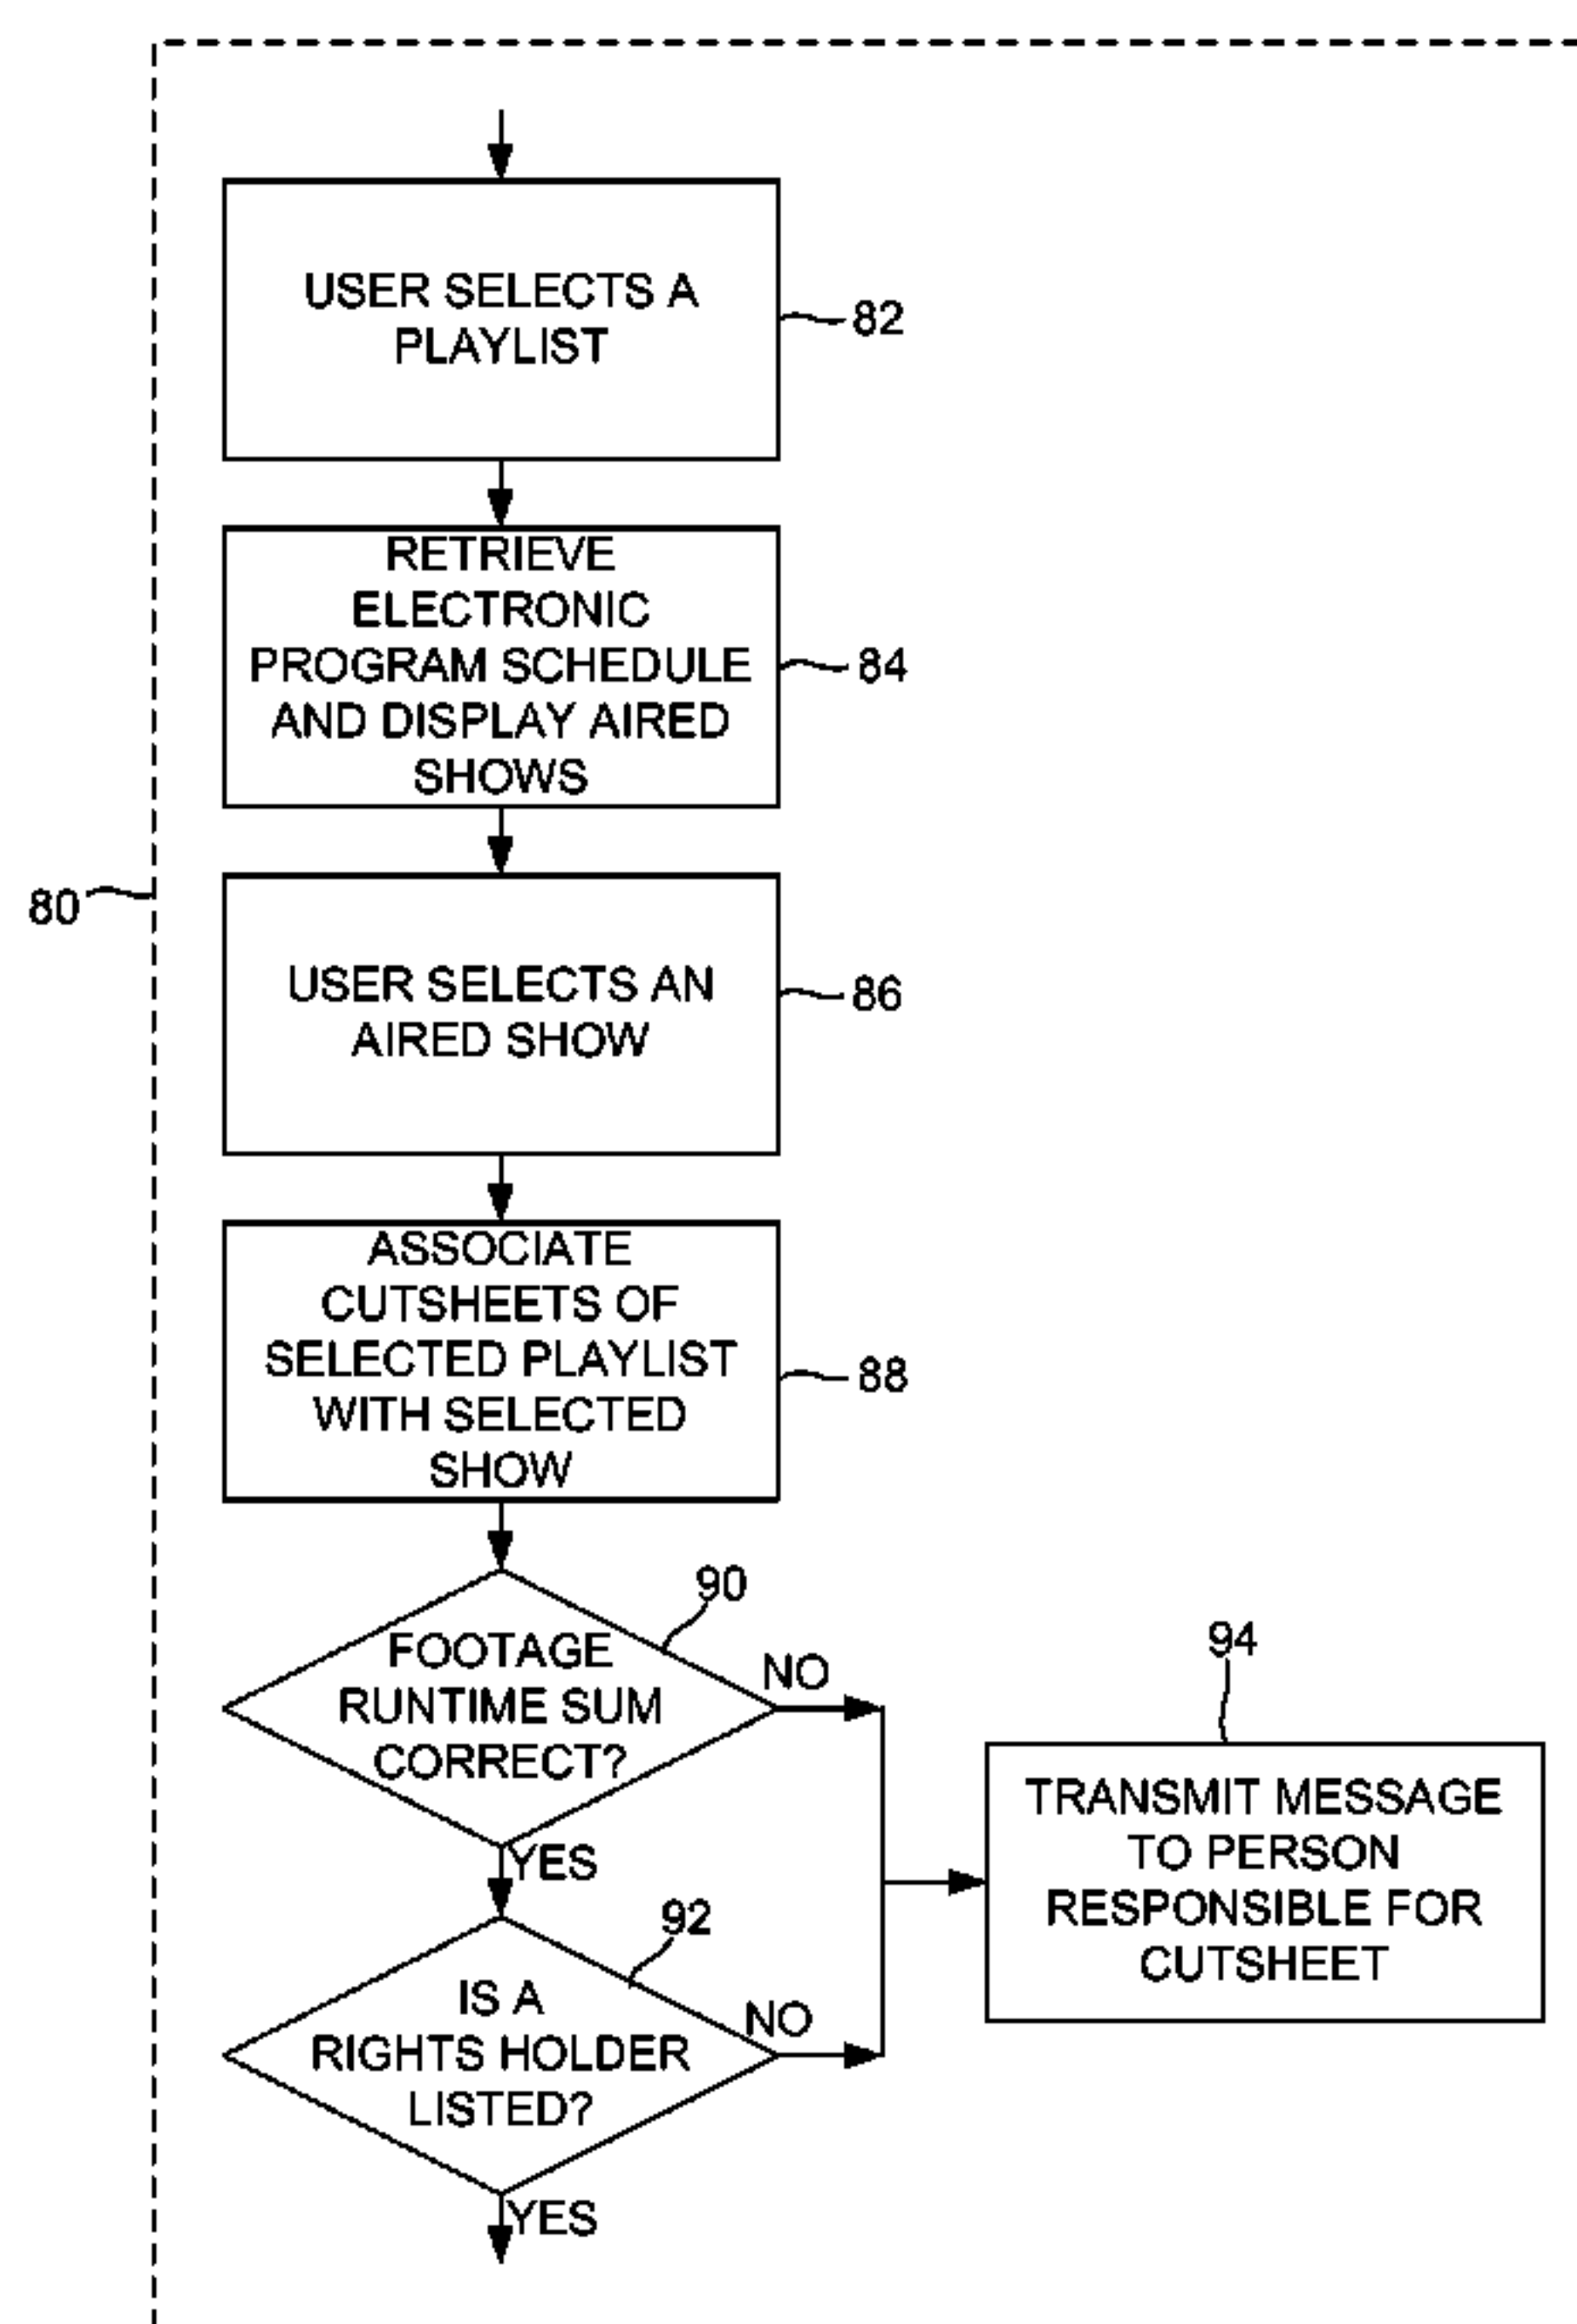 USER SELECTS A
PLAYLIST
82
RETRIEVE
ELECTRONIC
PROGRAM SCHEDULE
AND DISPLAY AIRED
SHOWS
84
80
USER SELECTS AN
AIRED SHOW
86
ASSOCIATE
CUTSHEETS OF
SELECTED PLAYLIST
WITH SELECTED
SHOW
88
90
FOOTAGE
RUNTIME SUM
CORRECT?
NO
YES
94
TRANSMIT MESSAGE
TO PERSON
RESPONSIBLE FOR
CUTSHEET
92
IS A
RIGHTS HOLDER
LISTED?
NO
YES